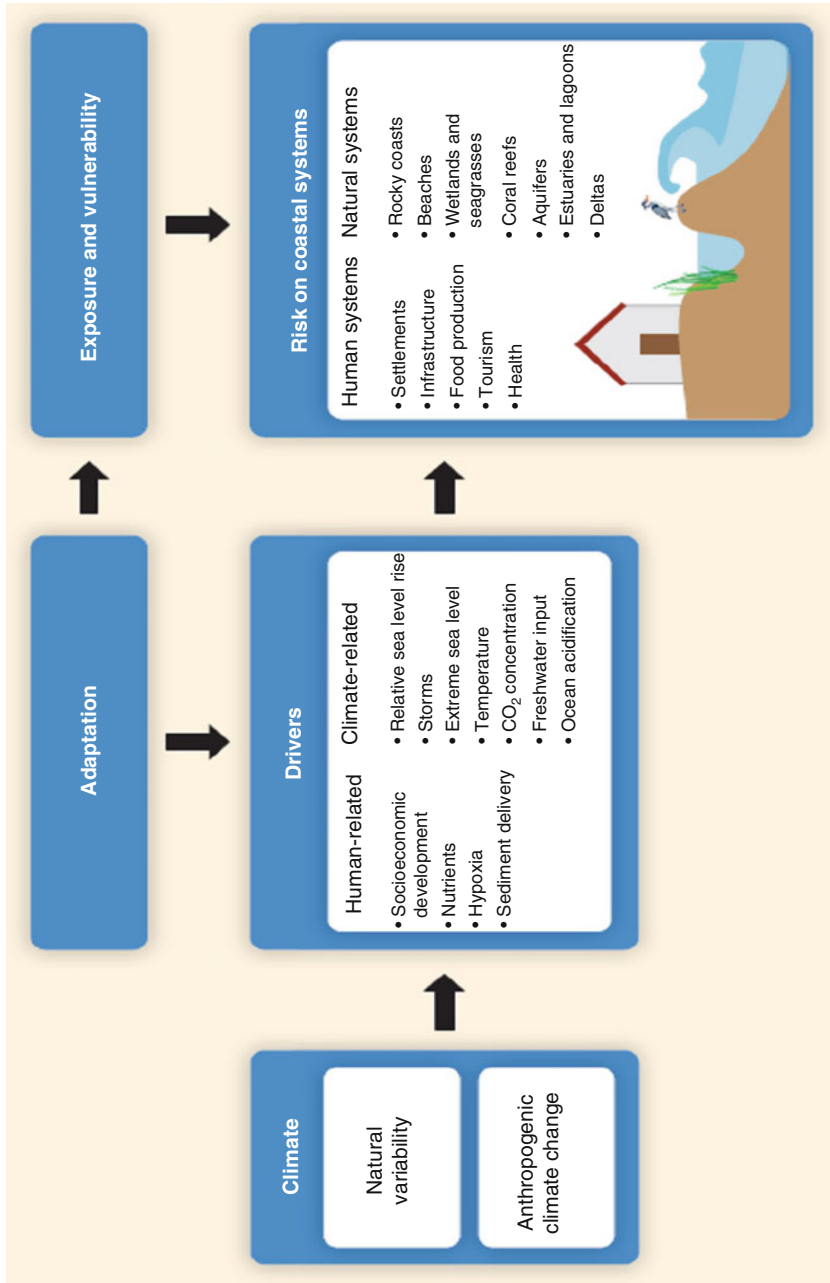 Climate
Natural
variability
Anthropogenic
climate change
Adaptation
Drivers
Human-related
• Socioeconomic
development
• Nutrients
• Hypoxia
• Sediment delivery
Climate-related
• Relative sea level rise
• Storms
• Extreme sea level
• Temperature
• CO₂ concentration
• Freshwater input
• Ocean acidification
Exposure and vulnerability
Risk on coastal systems
Human systems
• Settlements
• Infrastructure
• Food production
• Tourism
• Health
Natural systems
• Rocky coasts
• Beaches
• Wetlands and
seagrasses
• Coral reefs
• Aquifers
• Estuaries and lagoons
• Deltas